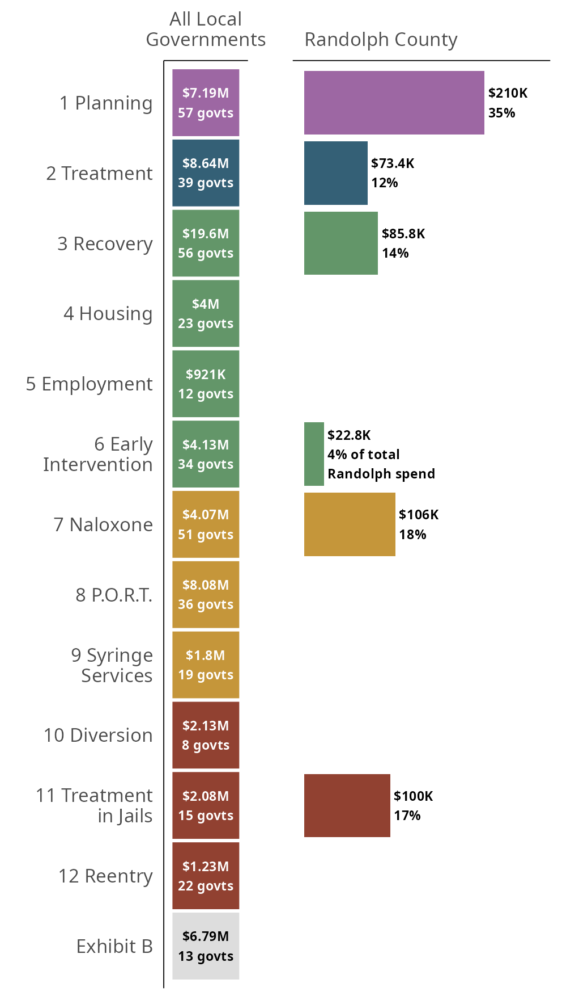 All Local
Governments
Randolph County
1 Planning
$7.19M
57 govts
$210K
35%
2 Treatment
$8.64M
39 govts
$73.4K
12%
3 Recovery
$19.6M
56 govts
$85.8K
14%
4 Housing
$4M
23 govts
5 Employment
$921K
12 govts
6 Early
Intervention
$4.13M
34 govts
$22.8K
4% of total
Randolph spend
7 Naloxone
$4.07M
51 govts
$106K
18%
8 P.O.R.T.
$8.08M
36 govts
9 Syringe
Services
$1.8M
19 govts
10 Diversion
$2.13M
8 govts
11 Treatment
in Jails
$2.08M
15 govts
$100K
17%
12 Reentry
$1.23M
22 govts
Exhibit B
$6.79M
13 govts